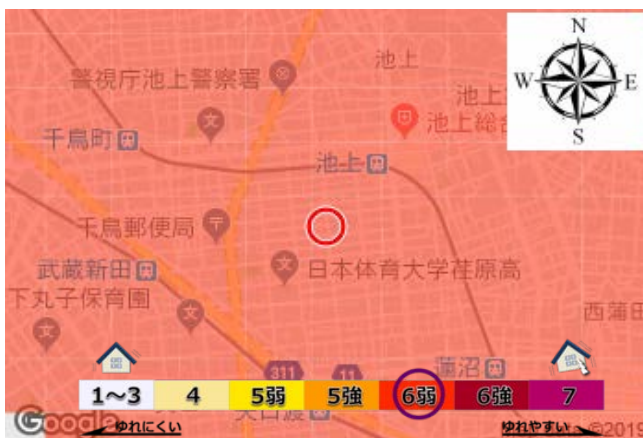 N
W E
S
池上
警視庁池上警察署
池上総合
千鳥町
池上
千鳥郵便局
武蔵新田
日本体育大学荏原高
下丸子保育園
西蒲田
311
11
蓮沼
1～3 4 5弱 5強 6弱 6強 7
Google
ゆれにくい
ゆれやすい
©2019